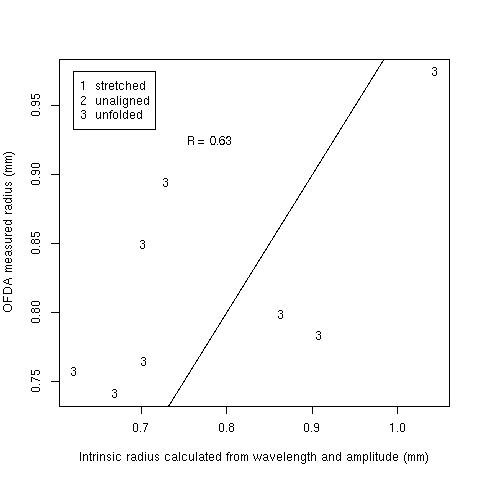 1 stretched
2 unaligned
3 unfolded
R = 0.63
3
3
3
3
3
3
3
3
OFDA measured radius (mm)
0.95
0.90
0.85
0.80
0.75
0.7 0.8 0.9 1.0
Intrinsic radius calculated from wavelength and amplitude (mm)